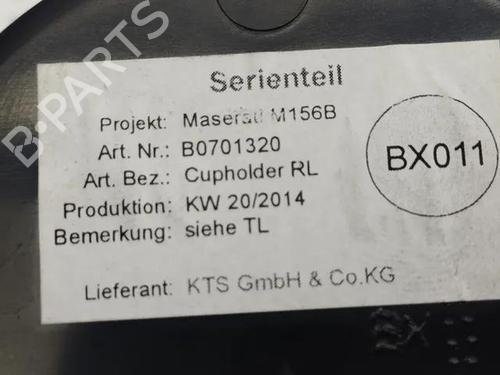 Serienteil
Projekt: Maserati M156B
Art. Nr.: B0701320
Art. Bez.: Cupholder RL
Produktion: KW 20/2014
Bemerkung: siehe TL
Lieferant: KTS GmbH & Co.KG
BX011